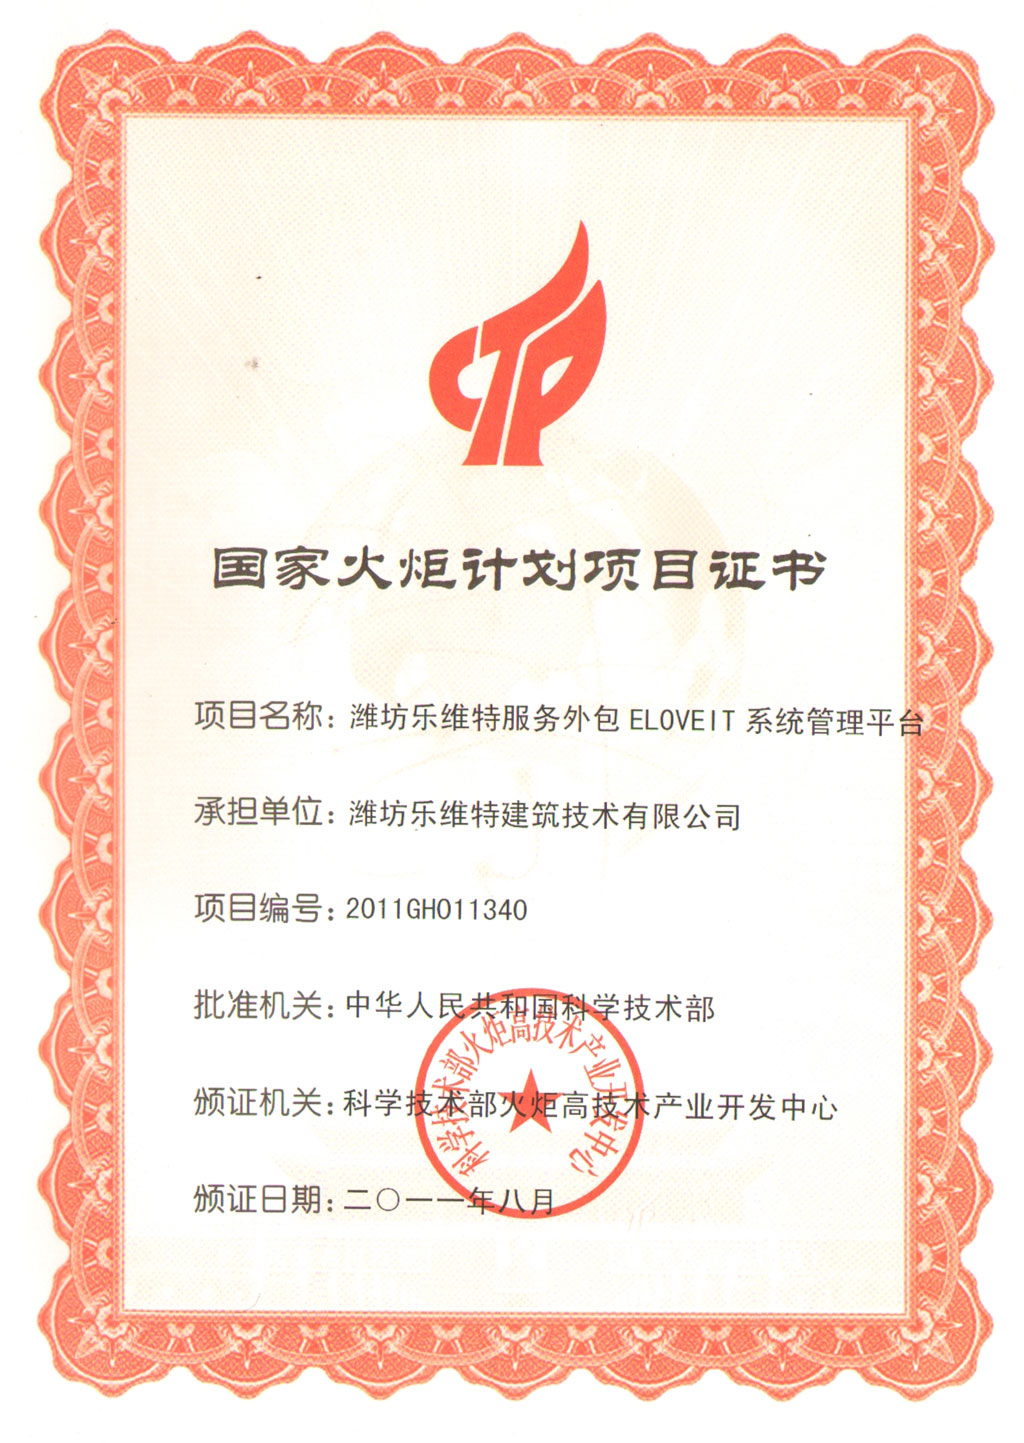 CTP
国家火炬计划项目证书
项目名称：潍坊乐维特服务外包 ELOVEIT 系统管理平台
承担单位：潍坊乐维特建筑技术有限公司
项目编号：2011GH011340
批准机关：中华人民共和国科学技术部
科学技术部火炬高技术产业开发中心
颁证机关：科学技术部火炬高技术产业开发中心
颁证日期：二〇一一年八月